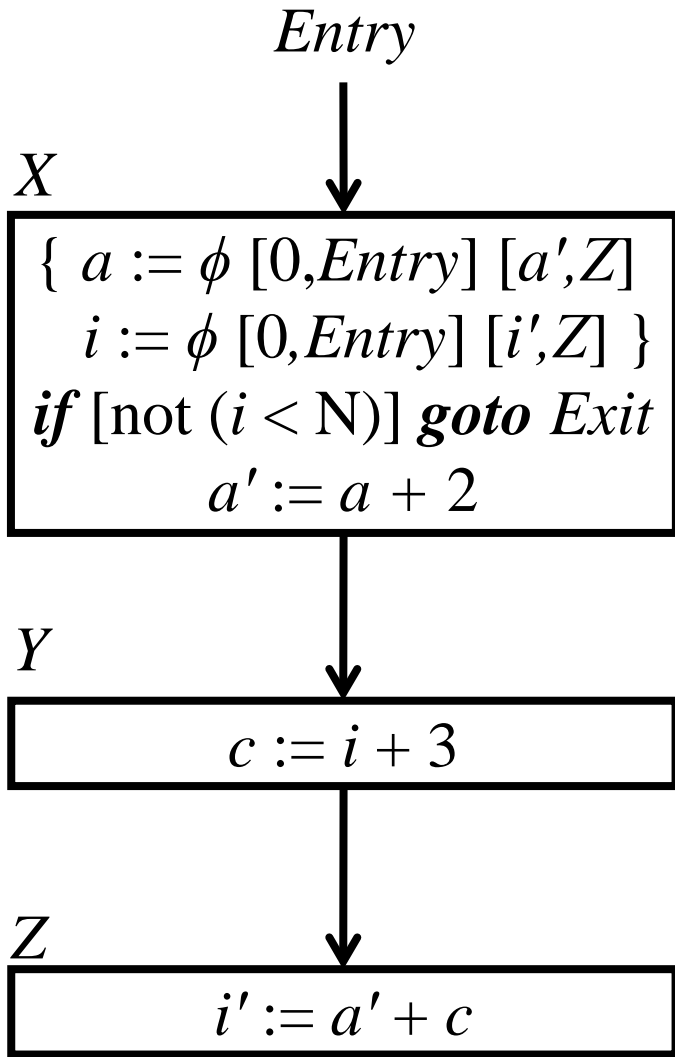 Entry
X
{ a := ϕ [0,Entry] [a′,Z]
i := ϕ [0,Entry] [i′,Z] }
if [not (i < N)] goto Exit
a′ := a + 2
Y
c := i + 3
Z
i′ := a′ + c